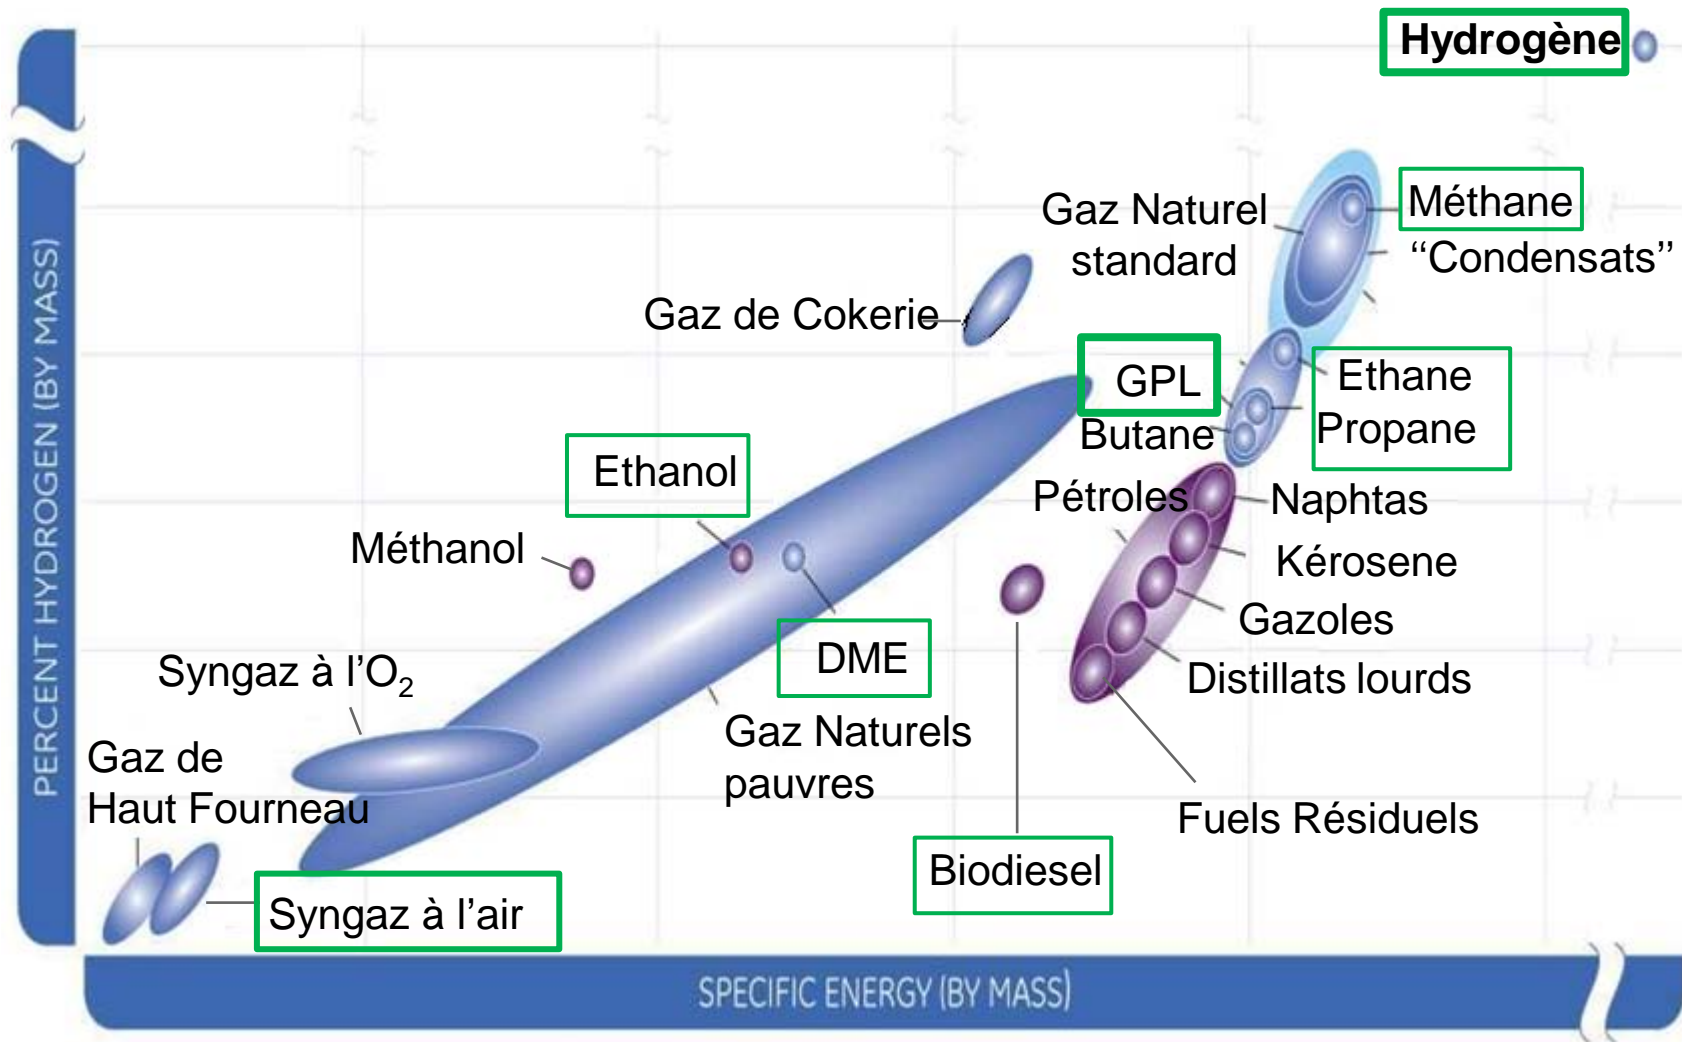 Hydrogène
Méthane
Gaz Naturel
standard
“Condensats”
Gaz de Cokerie
GPL
Ethane
Butane
Propane
Ethanol
Pétroles
Naphtas
Méthanol
Kérosene
Gazoles
DME
Syngaz à l’O2
Distillats lourds
Gaz Naturels
pauvres
Gaz de
Haut Fourneau
Fuels Résiduels
Biodiesel
Syngaz à l’air
PERCENT HYDROGEN (BY MASS)
SPECIFIC ENERGY (BY MASS)